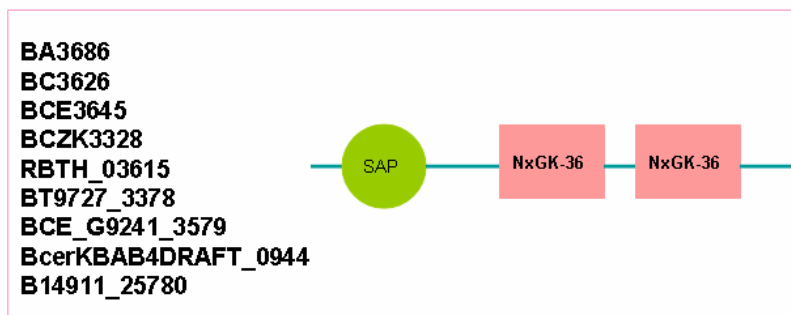 BA3686
BC3626
BCE3645
BCZK3328
RBTH_03615
BT9727_3378
BCE_G9241_3579
BcerKBAB4DRAFT_0944
B14911_25780
SAP
NxGK-36
NxGK-36